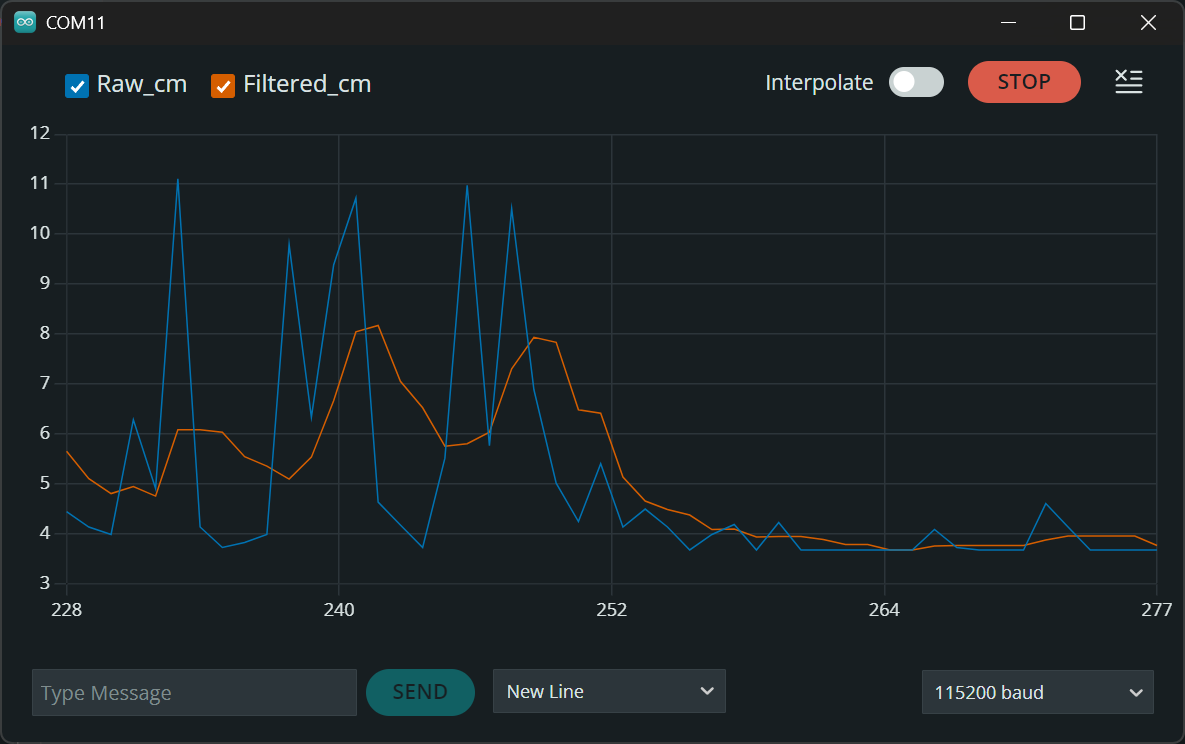 COM11
Raw_cm Filtered_cm Interpolate STOP
12
11
10
9
8
7
6
5
4
3
228 240 252 264 277
Type Message SEND New Line 115200 baud